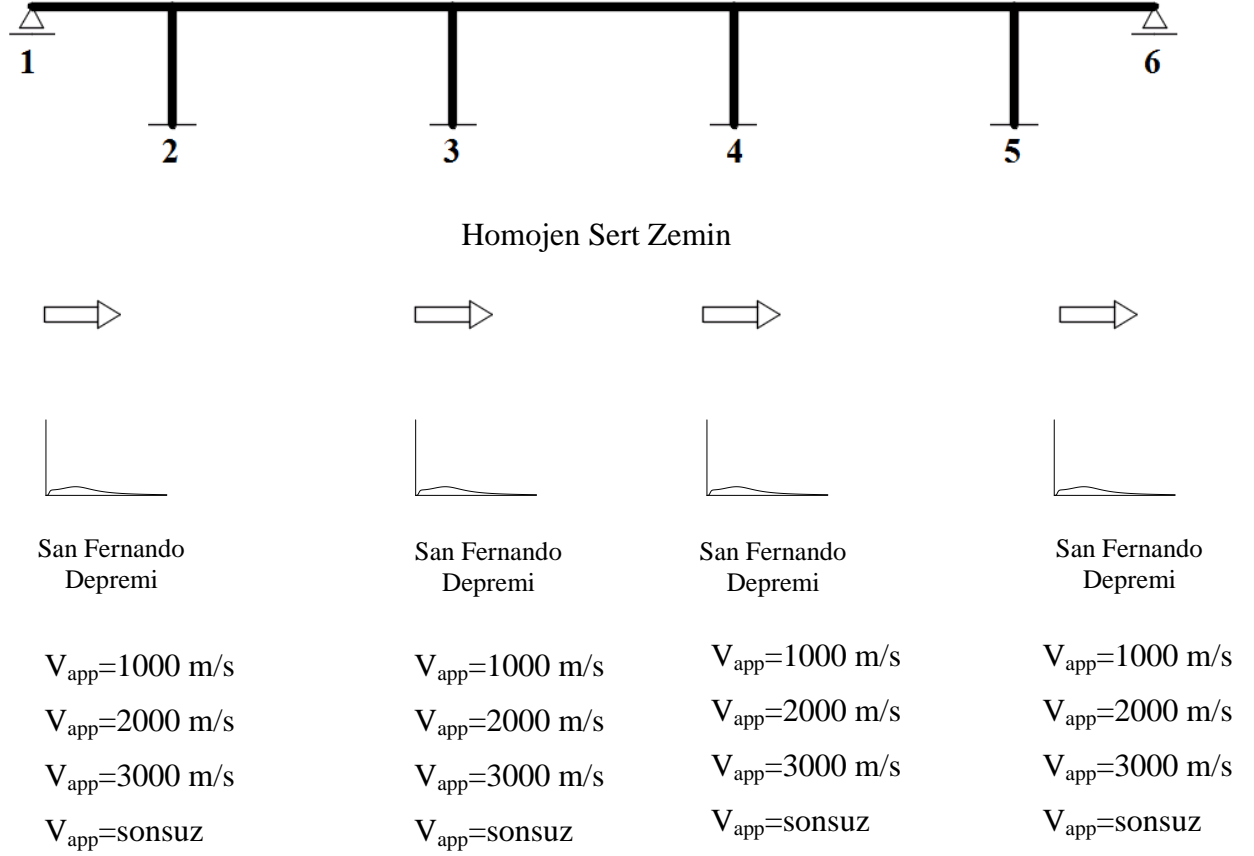 1
6
2
3
4
5
Homojen Sert Zemin
San Fernando
Depremi
San Fernando
Depremi
San Fernando
Depremi
San Fernando
Depremi
Vapp=1000 m/s
Vapp=2000 m/s
Vapp=3000 m/s
Vapp=sonsuz
Vapp=1000 m/s
Vapp=2000 m/s
Vapp=3000 m/s
Vapp=sonsuz
Vapp=1000 m/s
Vapp=2000 m/s
Vapp=3000 m/s
Vapp=sonsuz
Vapp=1000 m/s
Vapp=2000 m/s
Vapp=3000 m/s
Vapp=sonsuz